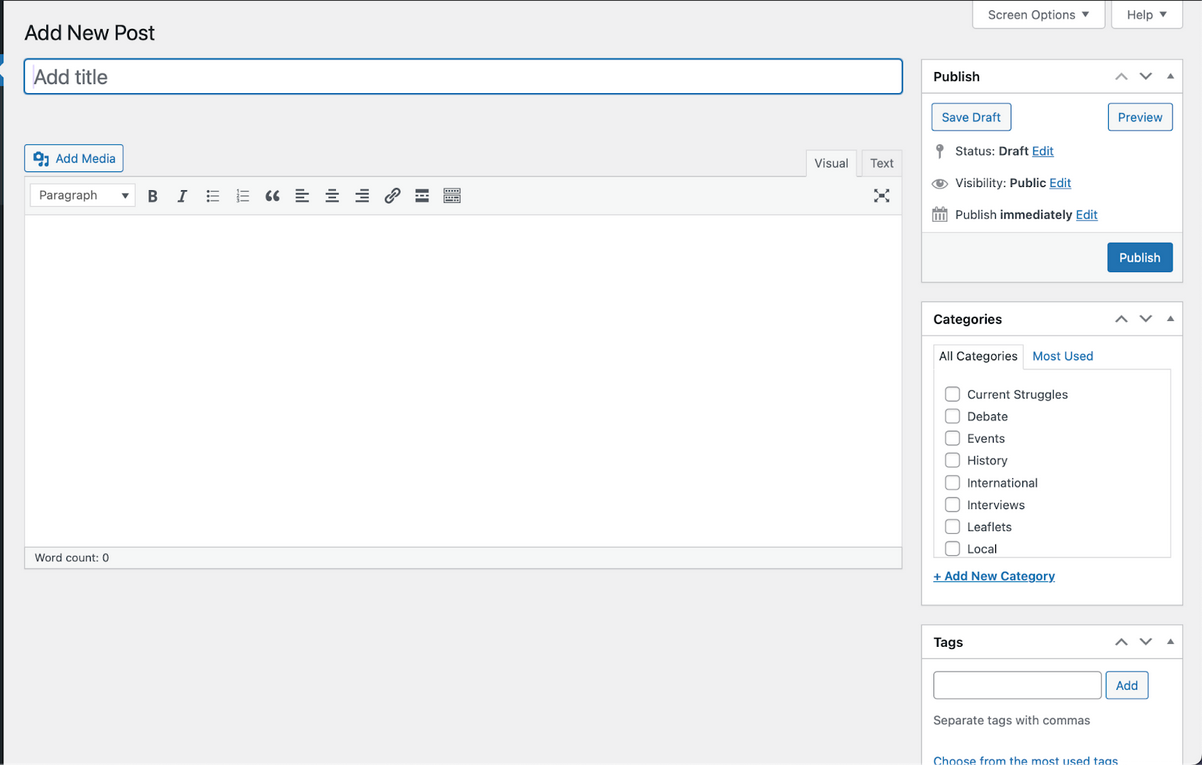 Screen Options
Help
Add New Post
Add title
Add Media
Visual
Text
Paragraph
B
I
Word count: 0
Publish
Save Draft
Preview
Status: Draft Edit
Visibility: Public Edit
Publish immediately Edit
Publish
Categories
All Categories
Most Used
Current Struggles
Debate
Events
History
International
Interviews
Leaflets
Local
+ Add New Category
Tags
Add
Separate tags with commas
Choose from the most used tags